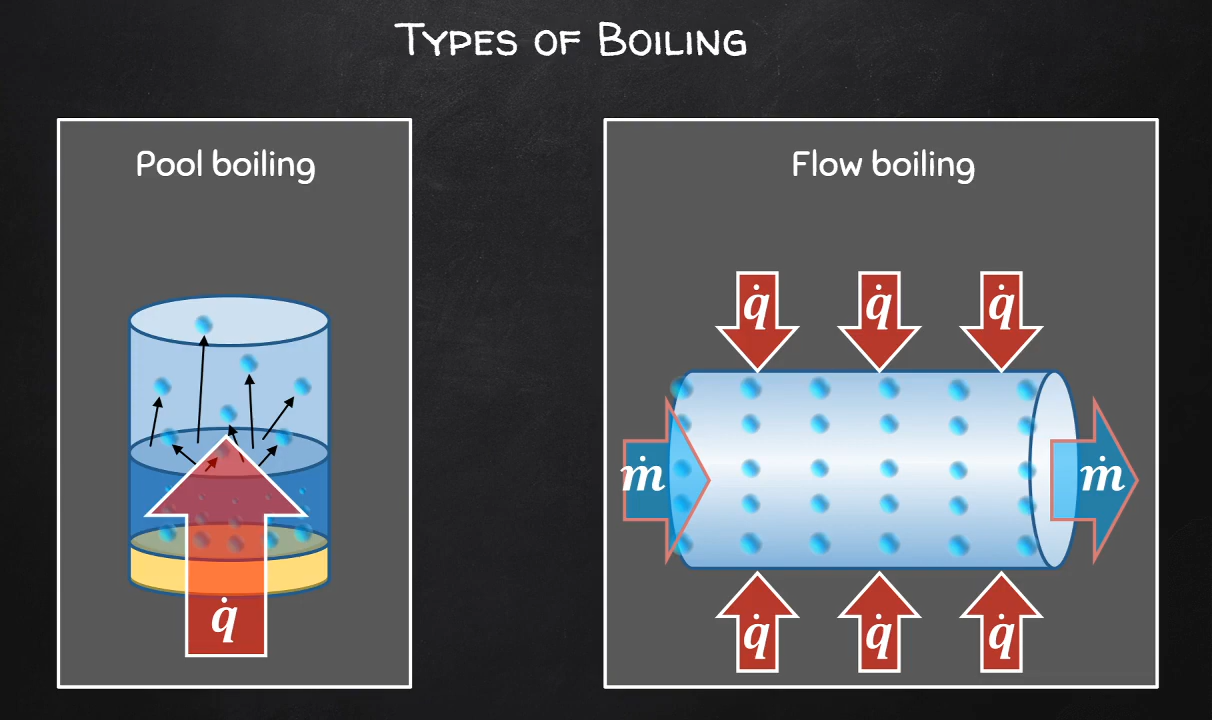 Types of Boiling
Pool boiling
Flow boiling
q̇ q̇ q̇
ṁ ṁ
q̇
q̇ q̇ q̇